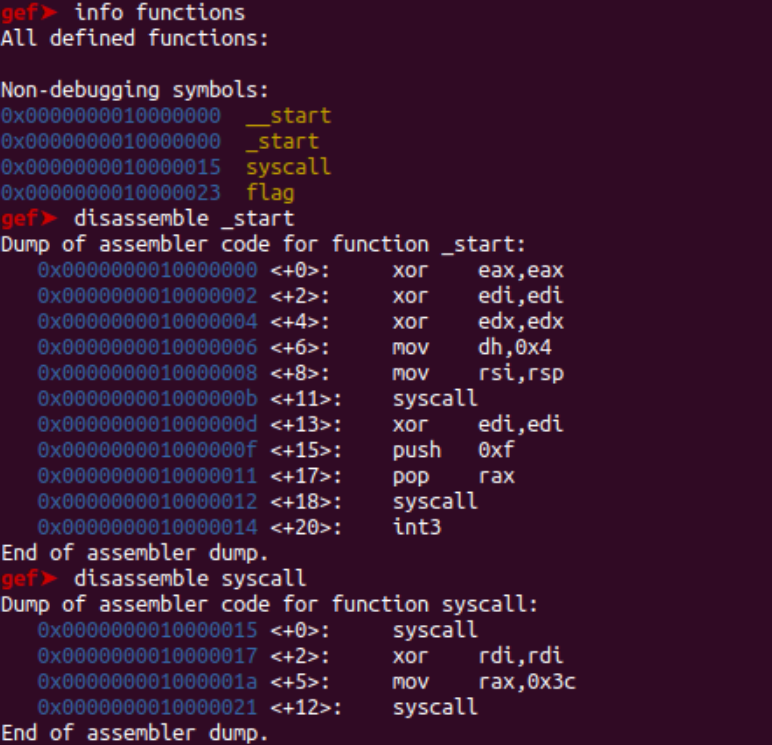 gef➤ info functions
All defined functions:

Non-debugging symbols:
0x0000000010000000 __start
0x0000000010000000 _start
0x0000000010000015 syscall
0x0000000010000023 flag
gef➤ disassemble _start
Dump of assembler code for function _start:
0x0000000010000000 <+0>: xor eax,eax
0x0000000010000002 <+2>: xor edi,edi
0x0000000010000004 <+4>: xor edx,edx
0x0000000010000006 <+6>: mov dh,0x4
0x0000000010000008 <+8>: mov rsi,rsp
0x000000001000000b <+11>: syscall
0x000000001000000d <+13>: xor edi,edi
0x000000001000000f <+15>: push 0xf
0x0000000010000011 <+17>: pop rax
0x0000000010000012 <+18>: syscall
0x0000000010000014 <+20>: int3
End of assembler dump.
gef➤ disassemble syscall
Dump of assembler code for function syscall:
0x0000000010000015 <+0>: syscall
0x0000000010000017 <+2>: xor rdi,rdi
0x000000001000001a <+5>: mov rax,0x3c
0x0000000010000021 <+12>: syscall
End of assembler dump.